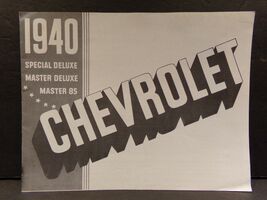 1940
SPECIAL DELUXE
MASTER DELUXE
MASTER 85
CHEVROLET